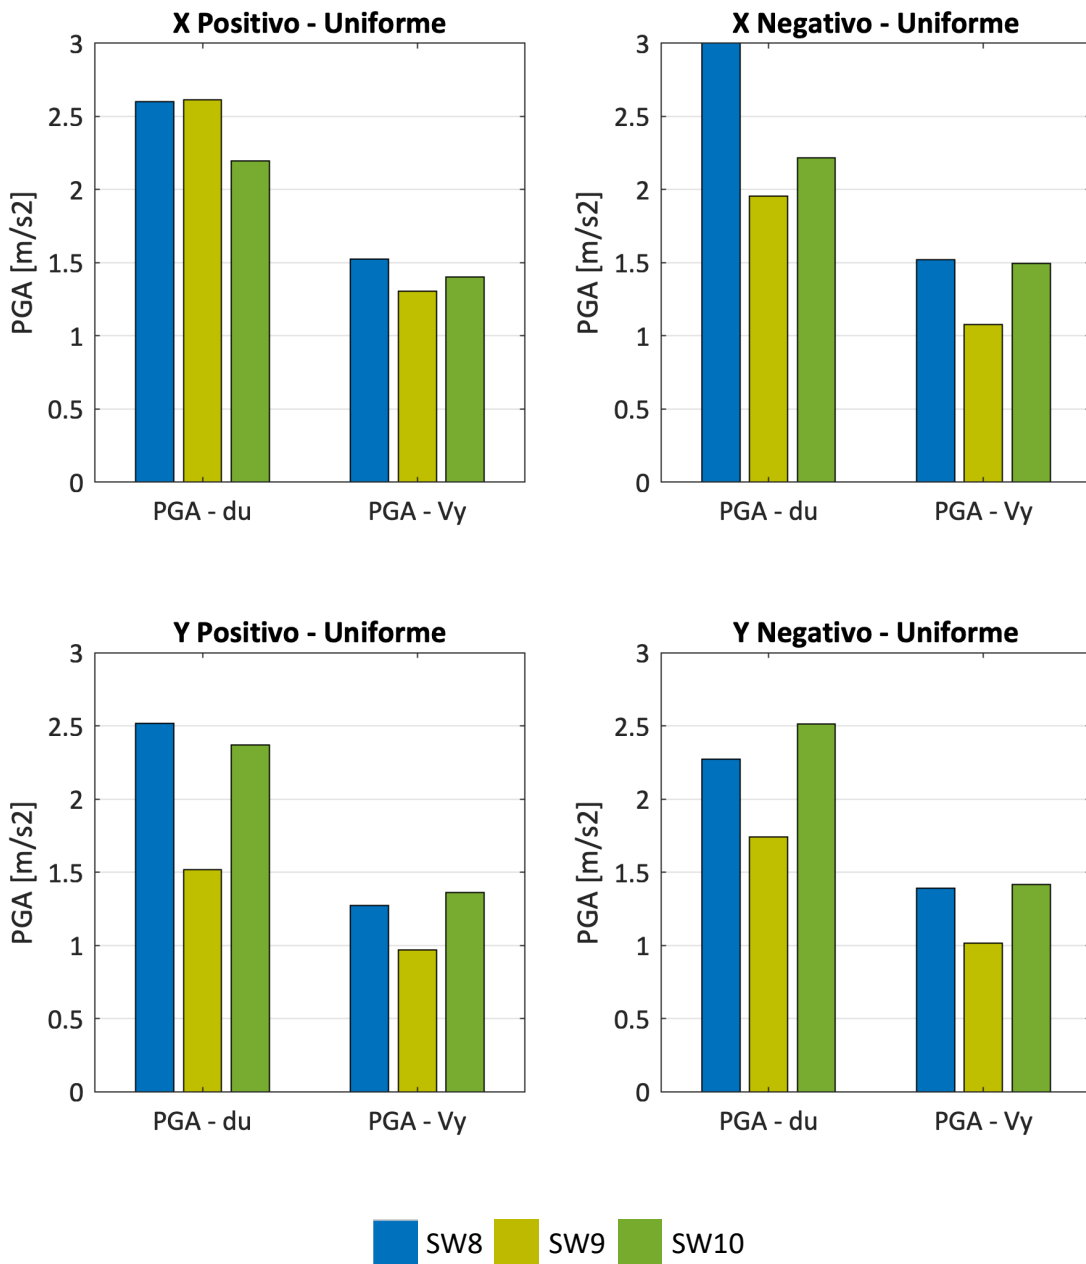 X Positivo - Uniforme
3
2.5
2
1.5
1
0.5
0
PGA [m/s2]
PGA - du
PGA - Vy
X Negativo - Uniforme
3
2.5
2
1.5
1
0.5
0
PGA [m/s2]
PGA - du
PGA - Vy
Y Positivo - Uniforme
3
2.5
2
1.5
1
0.5
0
PGA [m/s2]
PGA - du
PGA - Vy
Y Negativo - Uniforme
3
2.5
2
1.5
1
0.5
0
PGA [m/s2]
PGA - du
PGA - Vy
SW8 SW9 SW10